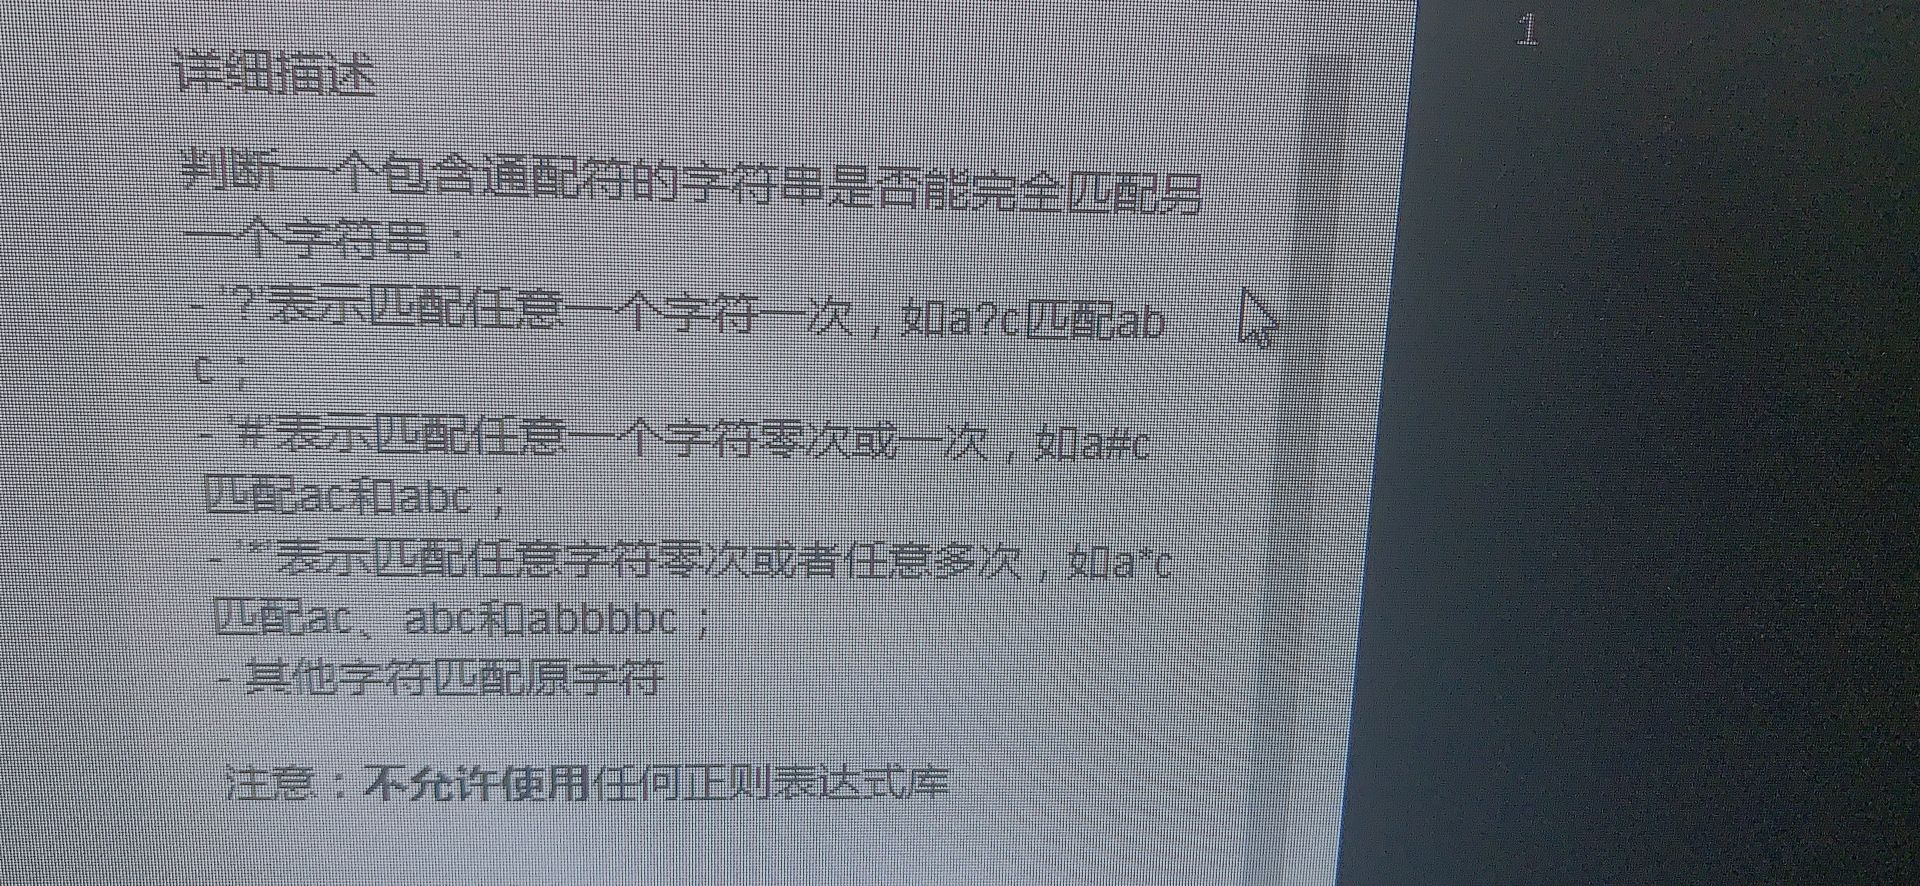 1
详细描述
判断一个包含通配符的字符串是否能完全匹配另
一个字符串：
- '?'表示匹配任意一个字符一次，如a?c匹配ab
c；
- '#'表示匹配任意一个字符零次或一次，如a#c
匹配ac和abc；
- '*'表示匹配任意字符零次或者任意多次，如a*c
匹配ac、abc和abbbbc；
- 其他字符匹配原字符
注意：不允许使用任何正则表达式库